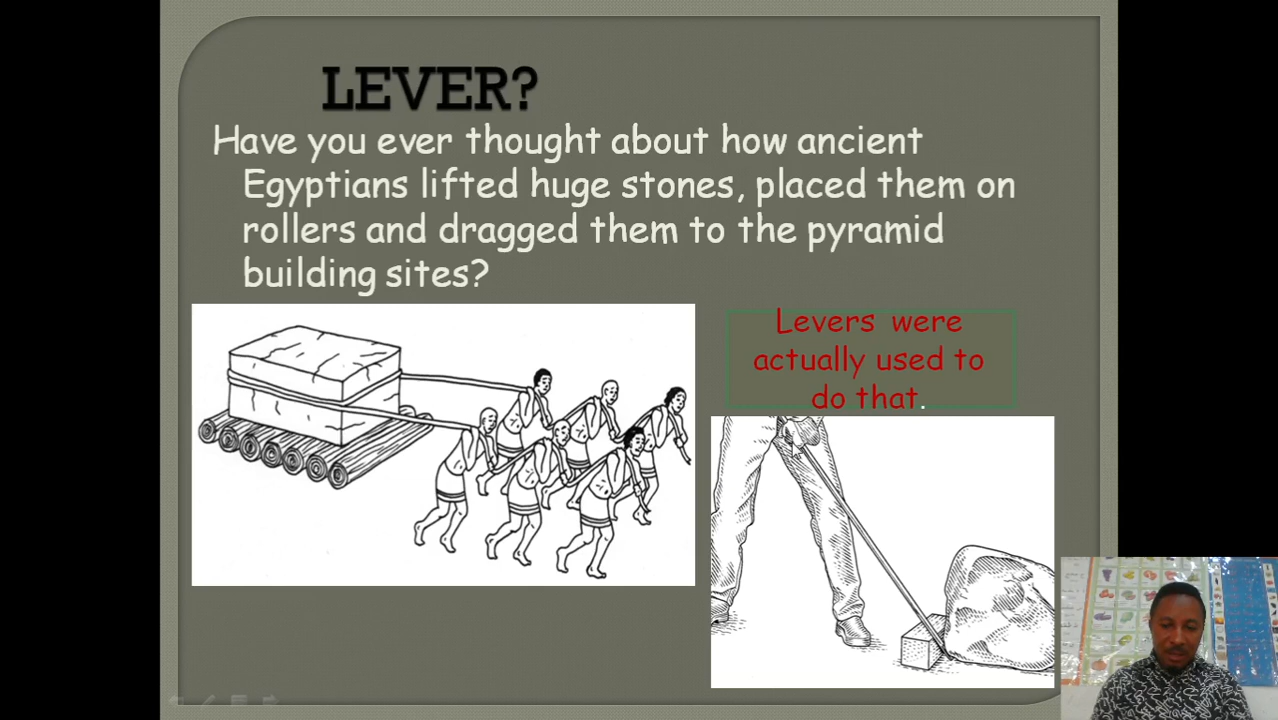 LEVER?
Have you ever thought about how ancient
Egyptians lifted huge stones, placed them on
rollers and dragged them to the pyramid
building sites?
Levers were
actually used to
do that.